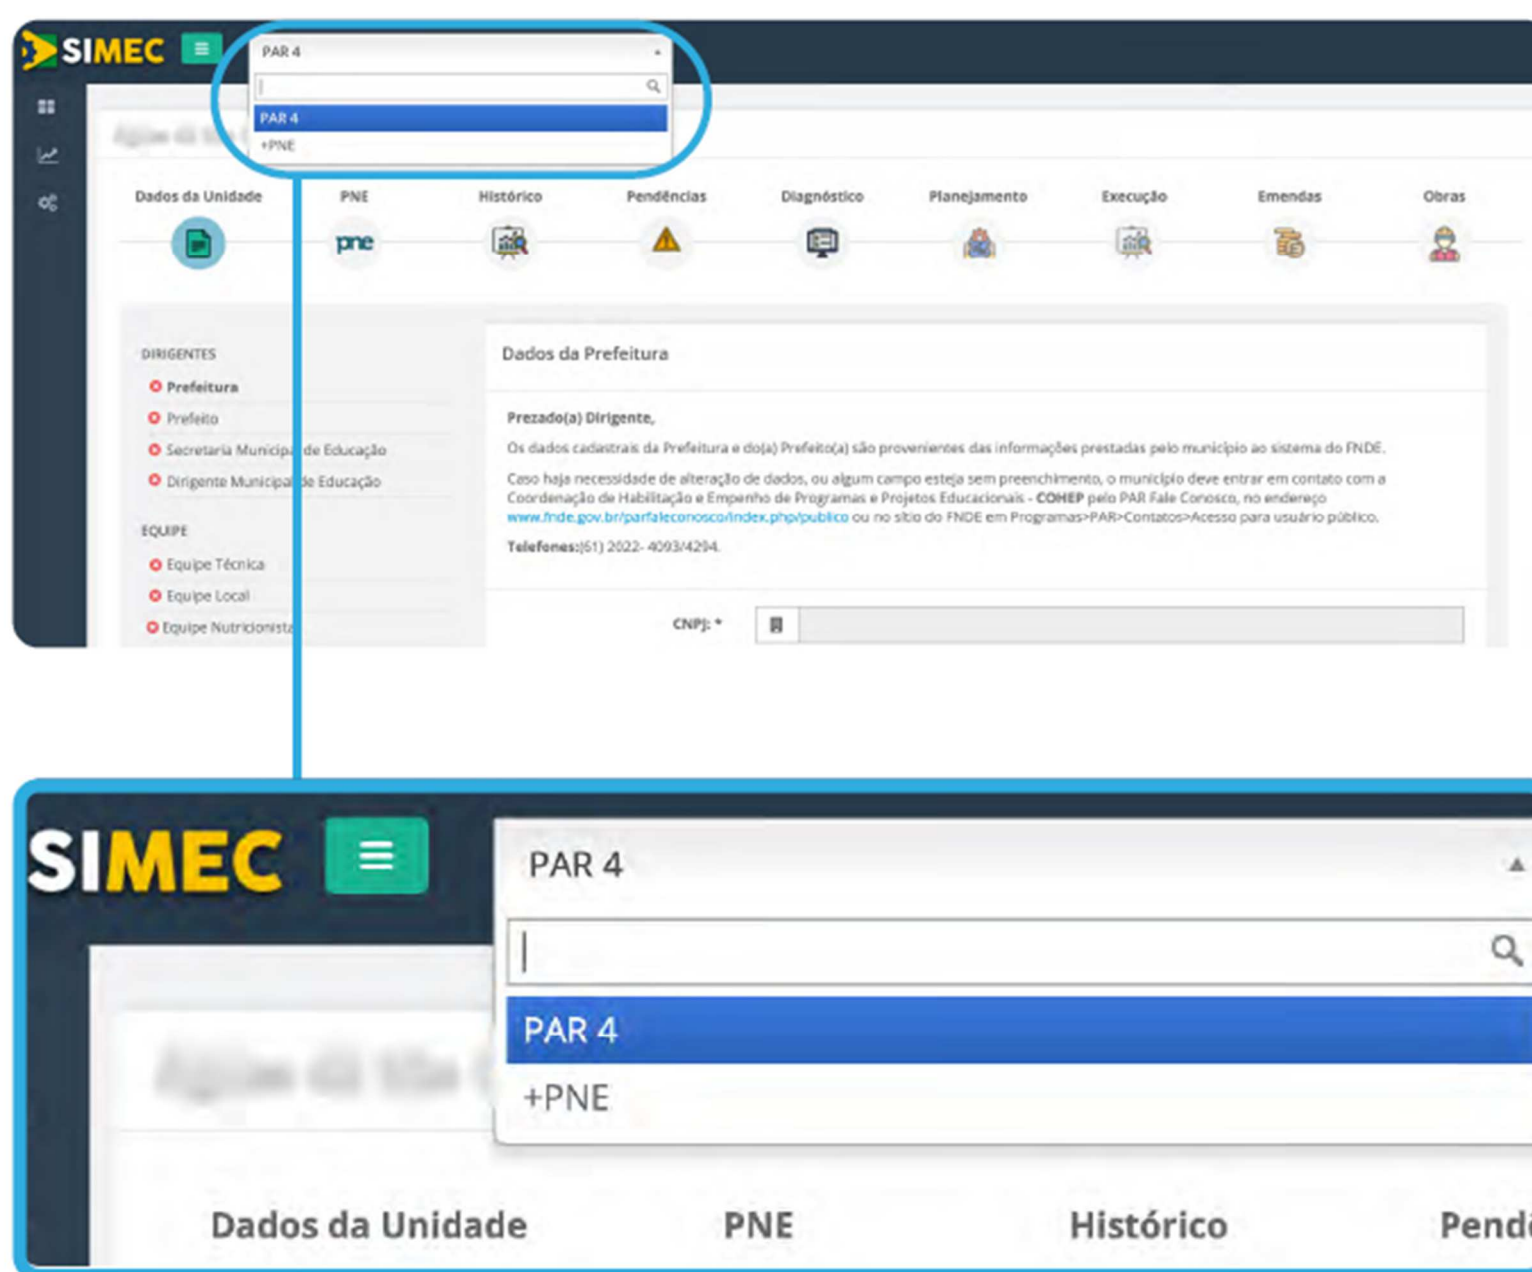 SIMEC
PAR 4
PAR 4
+PNE
Dados da Unidade PNE Histórico Pendências Diagnóstico Planejamento Execução Emendas Obras
pne
DIRIGENTES
Prefeitura
Prefeito
Secretaria Municipal de Educação
Dirigente Municipal de Educação
EQUIPE
Equipe Técnica
Equipe Local
Equipe Nutricionista
Dados da Prefeitura
Prezado(a) Dirigente,
Os dados cadastrais da Prefeitura e do(a) Prefeito(a) são provenientes das informações prestadas pelo município ao sistema do FNDE.
Caso haja necessidade de alteração de dados, ou algum campo esteja sem preenchimento, o município deve entrar em contato com a
Coordenação de Habilitação e Empenho de Programas e Projetos Educacionais - COHEP pelo PAR Fale Conosco, no endereço
www.fnde.gov.br/parfaleconosco/index.php/publico ou no sítio do FNDE em Programas>PAR>Contatos>Acesso para usuário público.
Telefones:(61) 2022- 4093/4294.
CNPJ: *
SIMEC
PAR 4
PAR 4
+PNE
Dados da Unidade PNE Histórico Pendê